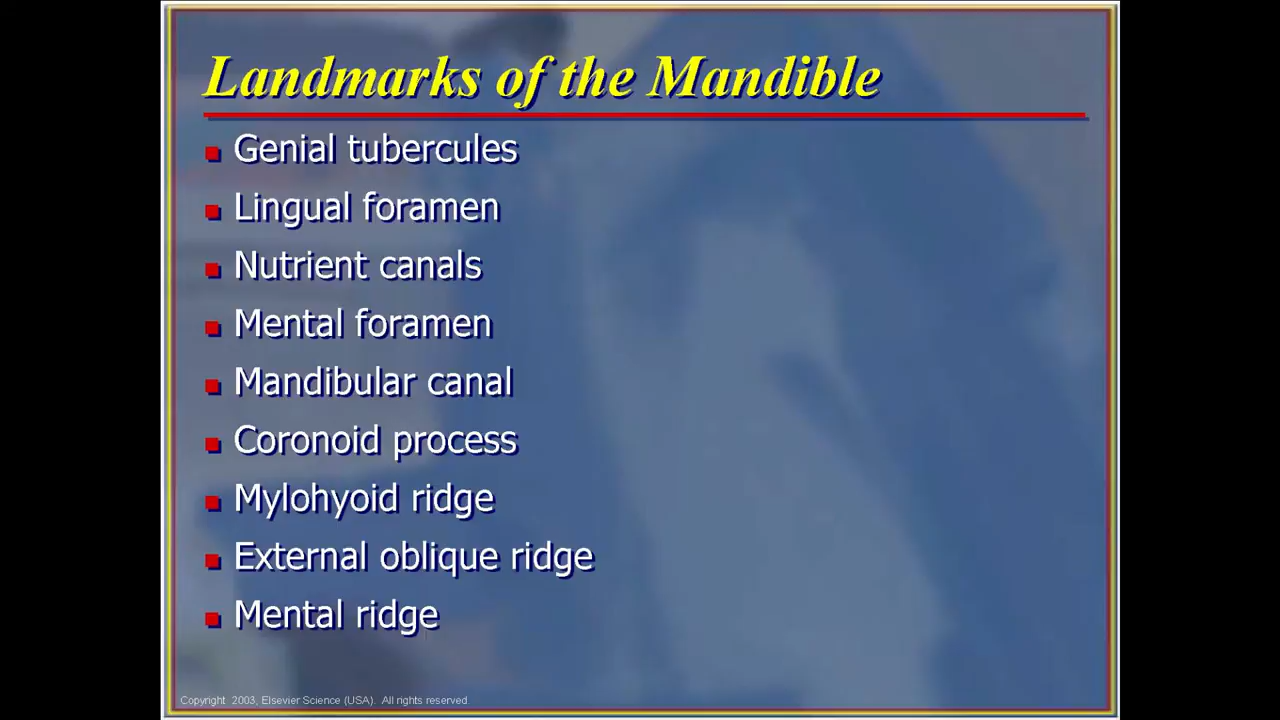 Landmarks of the Mandible
Genial tubercules
Lingual foramen
Nutrient canals
Mental foramen
Mandibular canal
Coronoid process
Mylohyoid ridge
External oblique ridge
Mental ridge
Copyright 2003, Elsevier Science (USA). All rights reserved